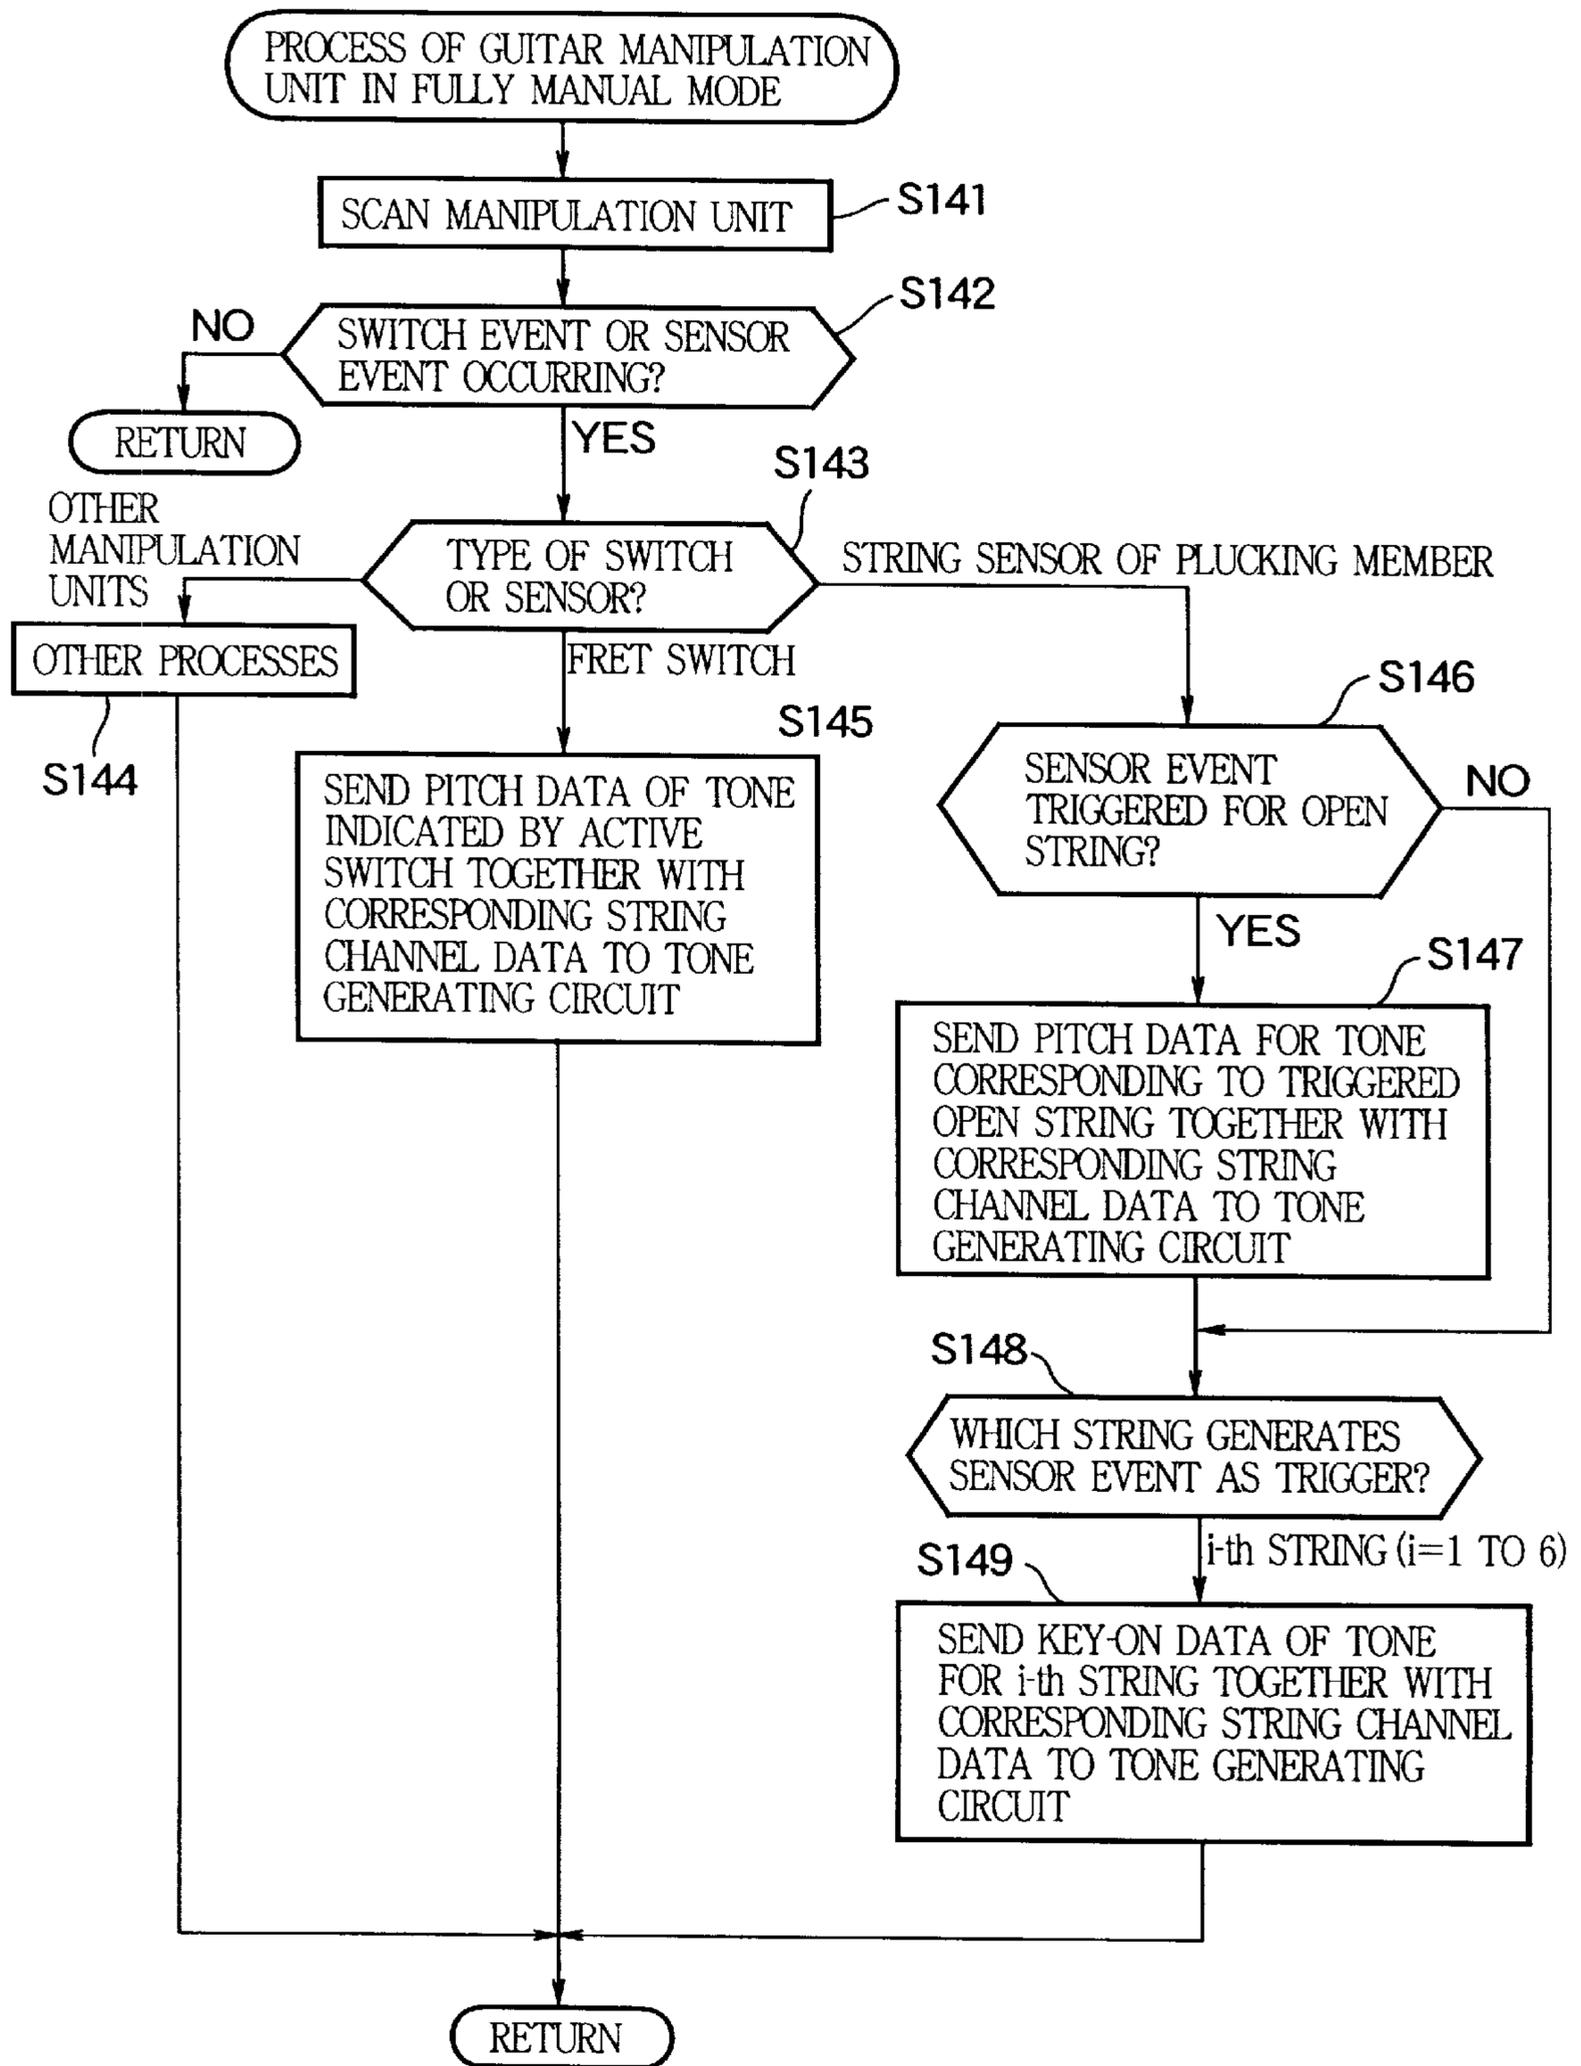 PROCESS OF GUITAR MANIPULATION
UNIT IN FULLY MANUAL MODE
SCAN MANIPULATION UNIT
S141
S142
SWITCH EVENT OR SENSOR
EVENT OCCURRING?
NO
RETURN
YES
S143
TYPE OF SWITCH
OR SENSOR?
OTHER
MANIPULATION
UNITS
STRING SENSOR OF PLUCKING MEMBER
OTHER PROCESSES
S144
FRET SWITCH
S145
SEND PITCH DATA OF TONE
INDICATED BY ACTIVE
SWITCH TOGETHER WITH
CORRESPONDING STRING
CHANNEL DATA TO TONE
GENERATING CIRCUIT
S146
SENSOR EVENT
TRIGGERED FOR OPEN
STRING?
NO
YES
S147
SEND PITCH DATA FOR TONE
CORRESPONDING TO TRIGGERED
OPEN STRING TOGETHER WITH
CORRESPONDING STRING
CHANNEL DATA TO TONE
GENERATING CIRCUIT
S148
WHICH STRING GENERATES
SENSOR EVENT AS TRIGGER?
i-th STRING (i=1 TO 6)
S149
SEND KEY-ON DATA OF TONE
FOR i-th STRING TOGETHER WITH
CORRESPONDING STRING CHANNEL
DATA TO TONE GENERATING
CIRCUIT
RETURN